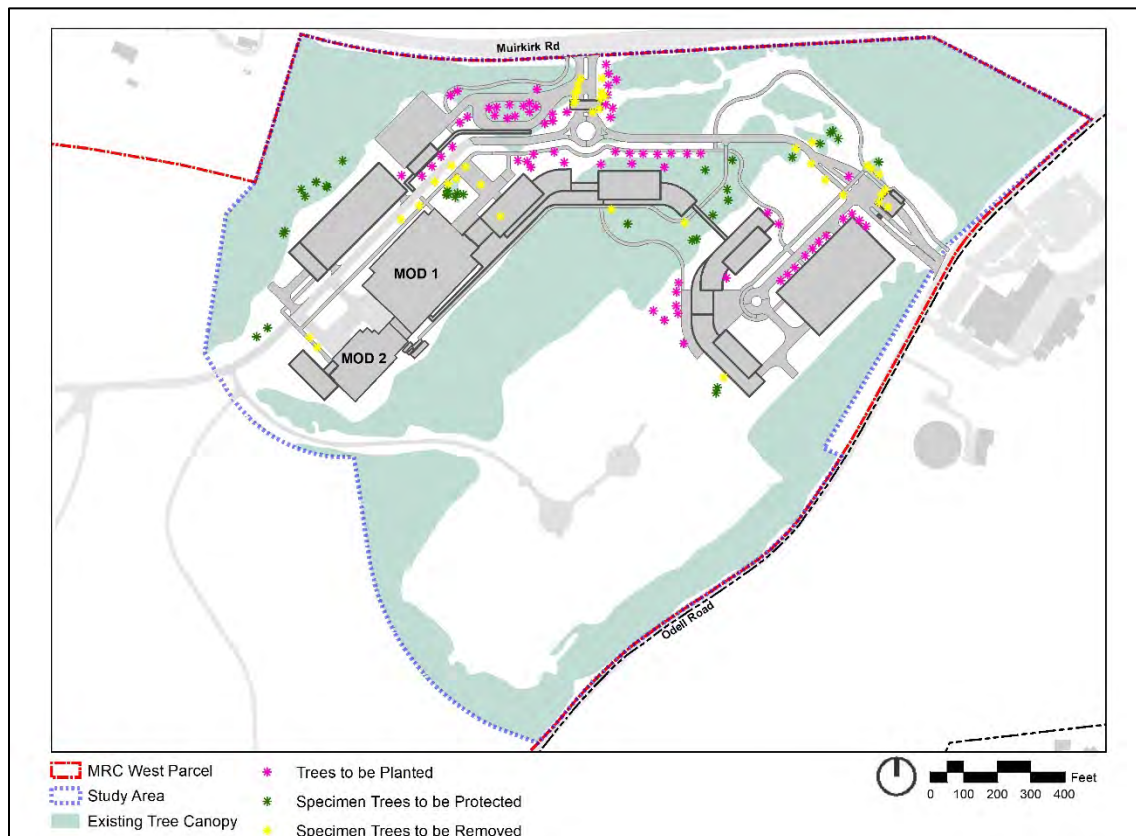 Muirkirk Rd
MOD 1
MOD 2
Odell Road
MRC West Parcel
Study Area
Existing Tree Canopy
Trees to be Planted
Specimen Trees to be Protected
Specimen Trees to be Removed
Feet
0 100 200 300 400